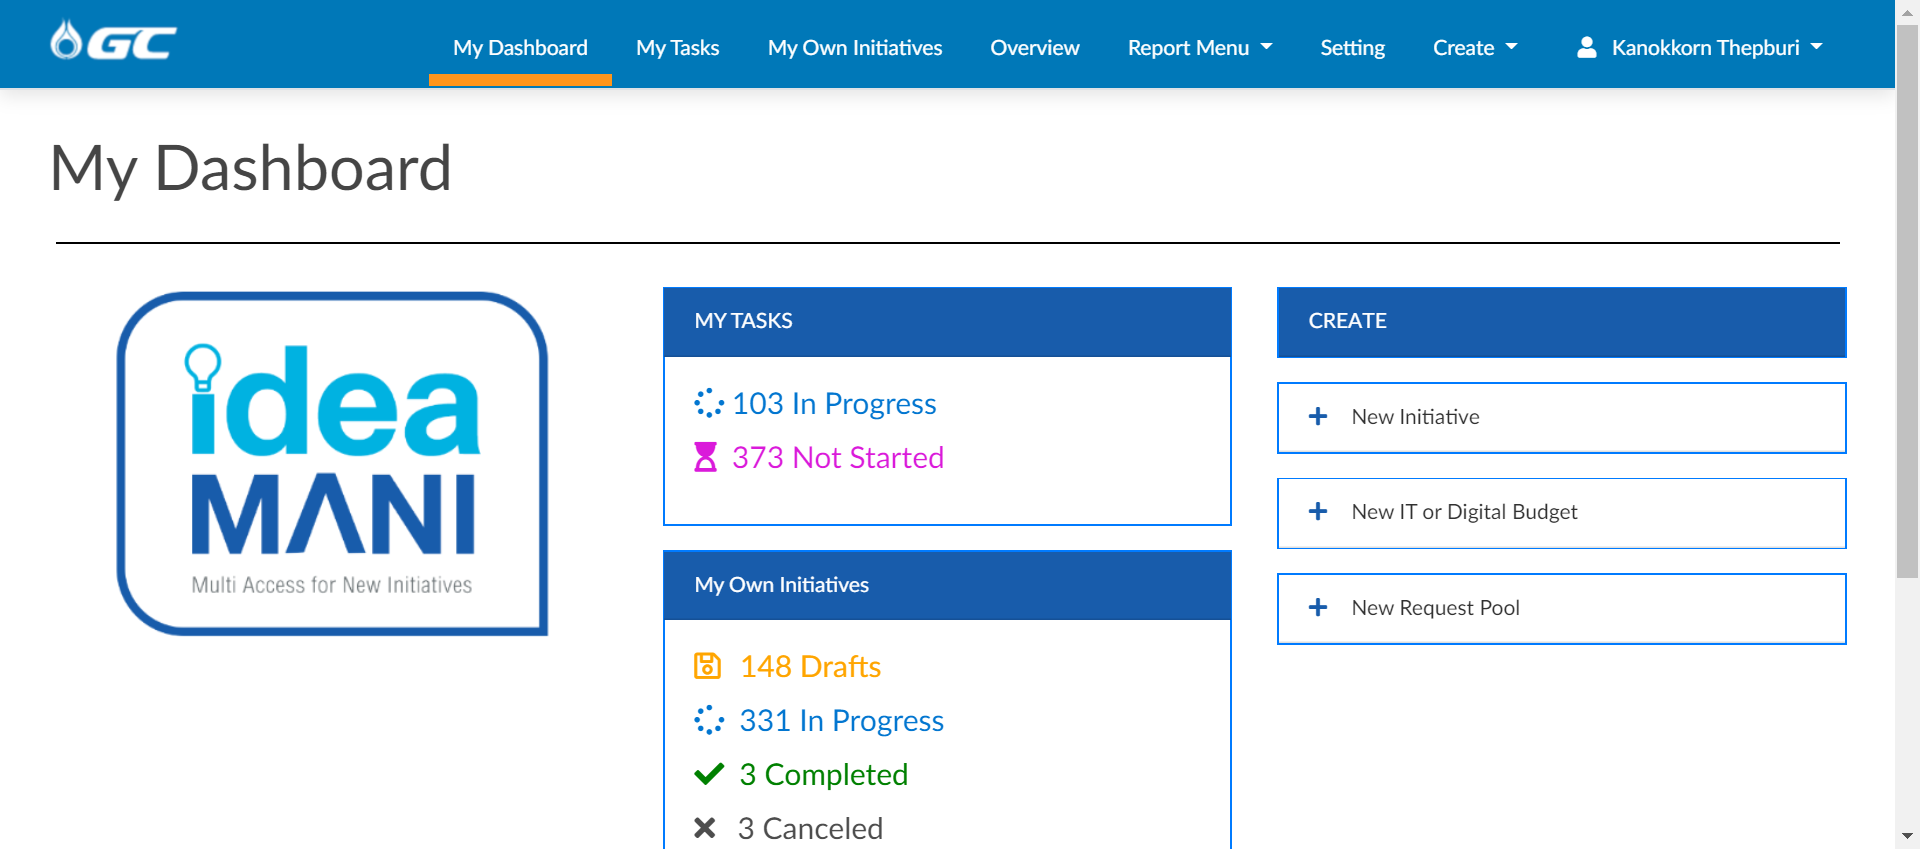 GC
My Dashboard
My Tasks
My Own Initiatives
Overview
Report Menu
Setting
Create
Kanokkorn Thepburi
My Dashboard
idea
MANI
Multi Access for New Initiatives
MY TASKS
103 In Progress
373 Not Started
My Own Initiatives
148 Drafts
331 In Progress
3 Completed
3 Canceled
CREATE
New Initiative
New IT or Digital Budget
New Request Pool